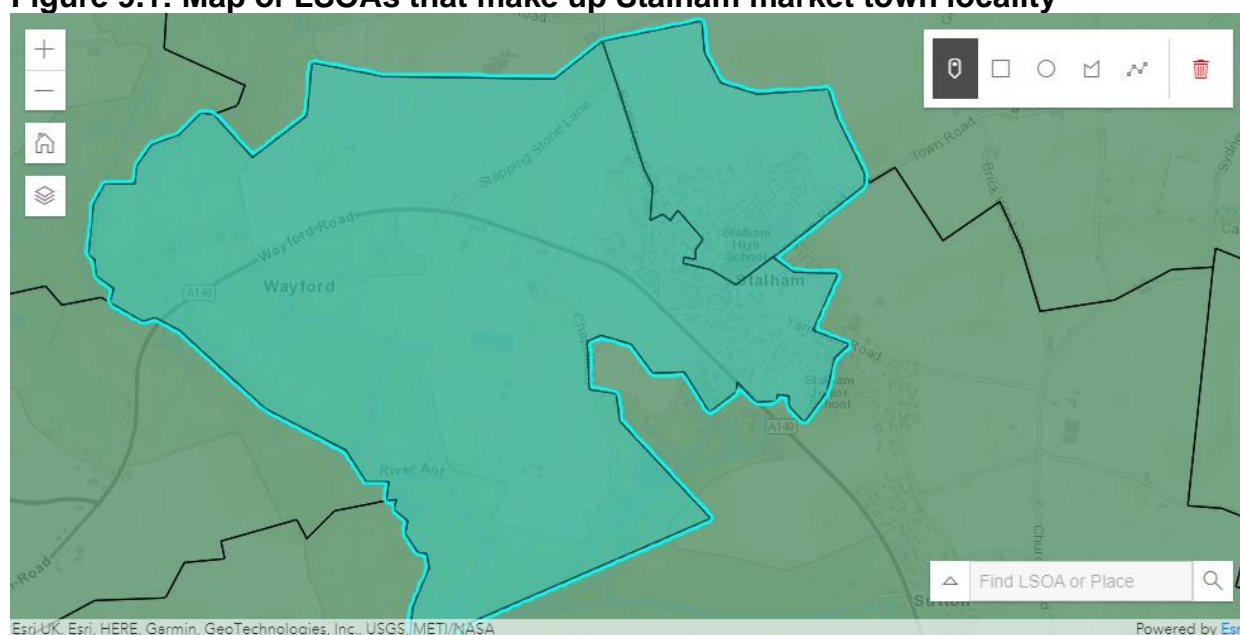 Figure 9.1: Map of LSOAs that make up Stalham market town locality
Stepping Stone Lane
Town Road
Brick
Wayford-Road
Stalham
High
School
A149
Wayford
Stalham
Yarmouth Road
Stalham
Junior
School
A149
River Ant
Find LSOA or Place
Sutton
Esri UK, Esri, HERE, Garmin, GeoTechnologies, Inc., USGS, METI/NASA
Powered by Esri